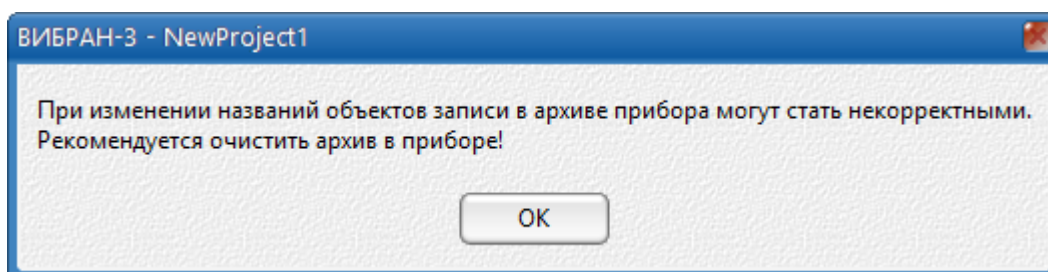 ВИБРАН-3 - NewProject1
При изменении названий объектов записи в архиве прибора могут стать некорректными.
Рекомендуется очистить архив в приборе!
OK